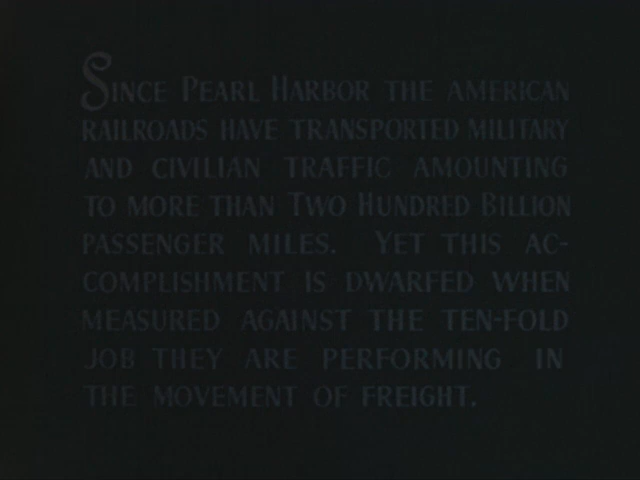 Since Pearl Harbor the American
railroads have transported military
and civilian traffic amounting
to more than Two Hundred Billion
passenger miles. Yet this ac-
complishment is dwarfed when
measured against the ten-fold
job they are performing in
the movement of freight.